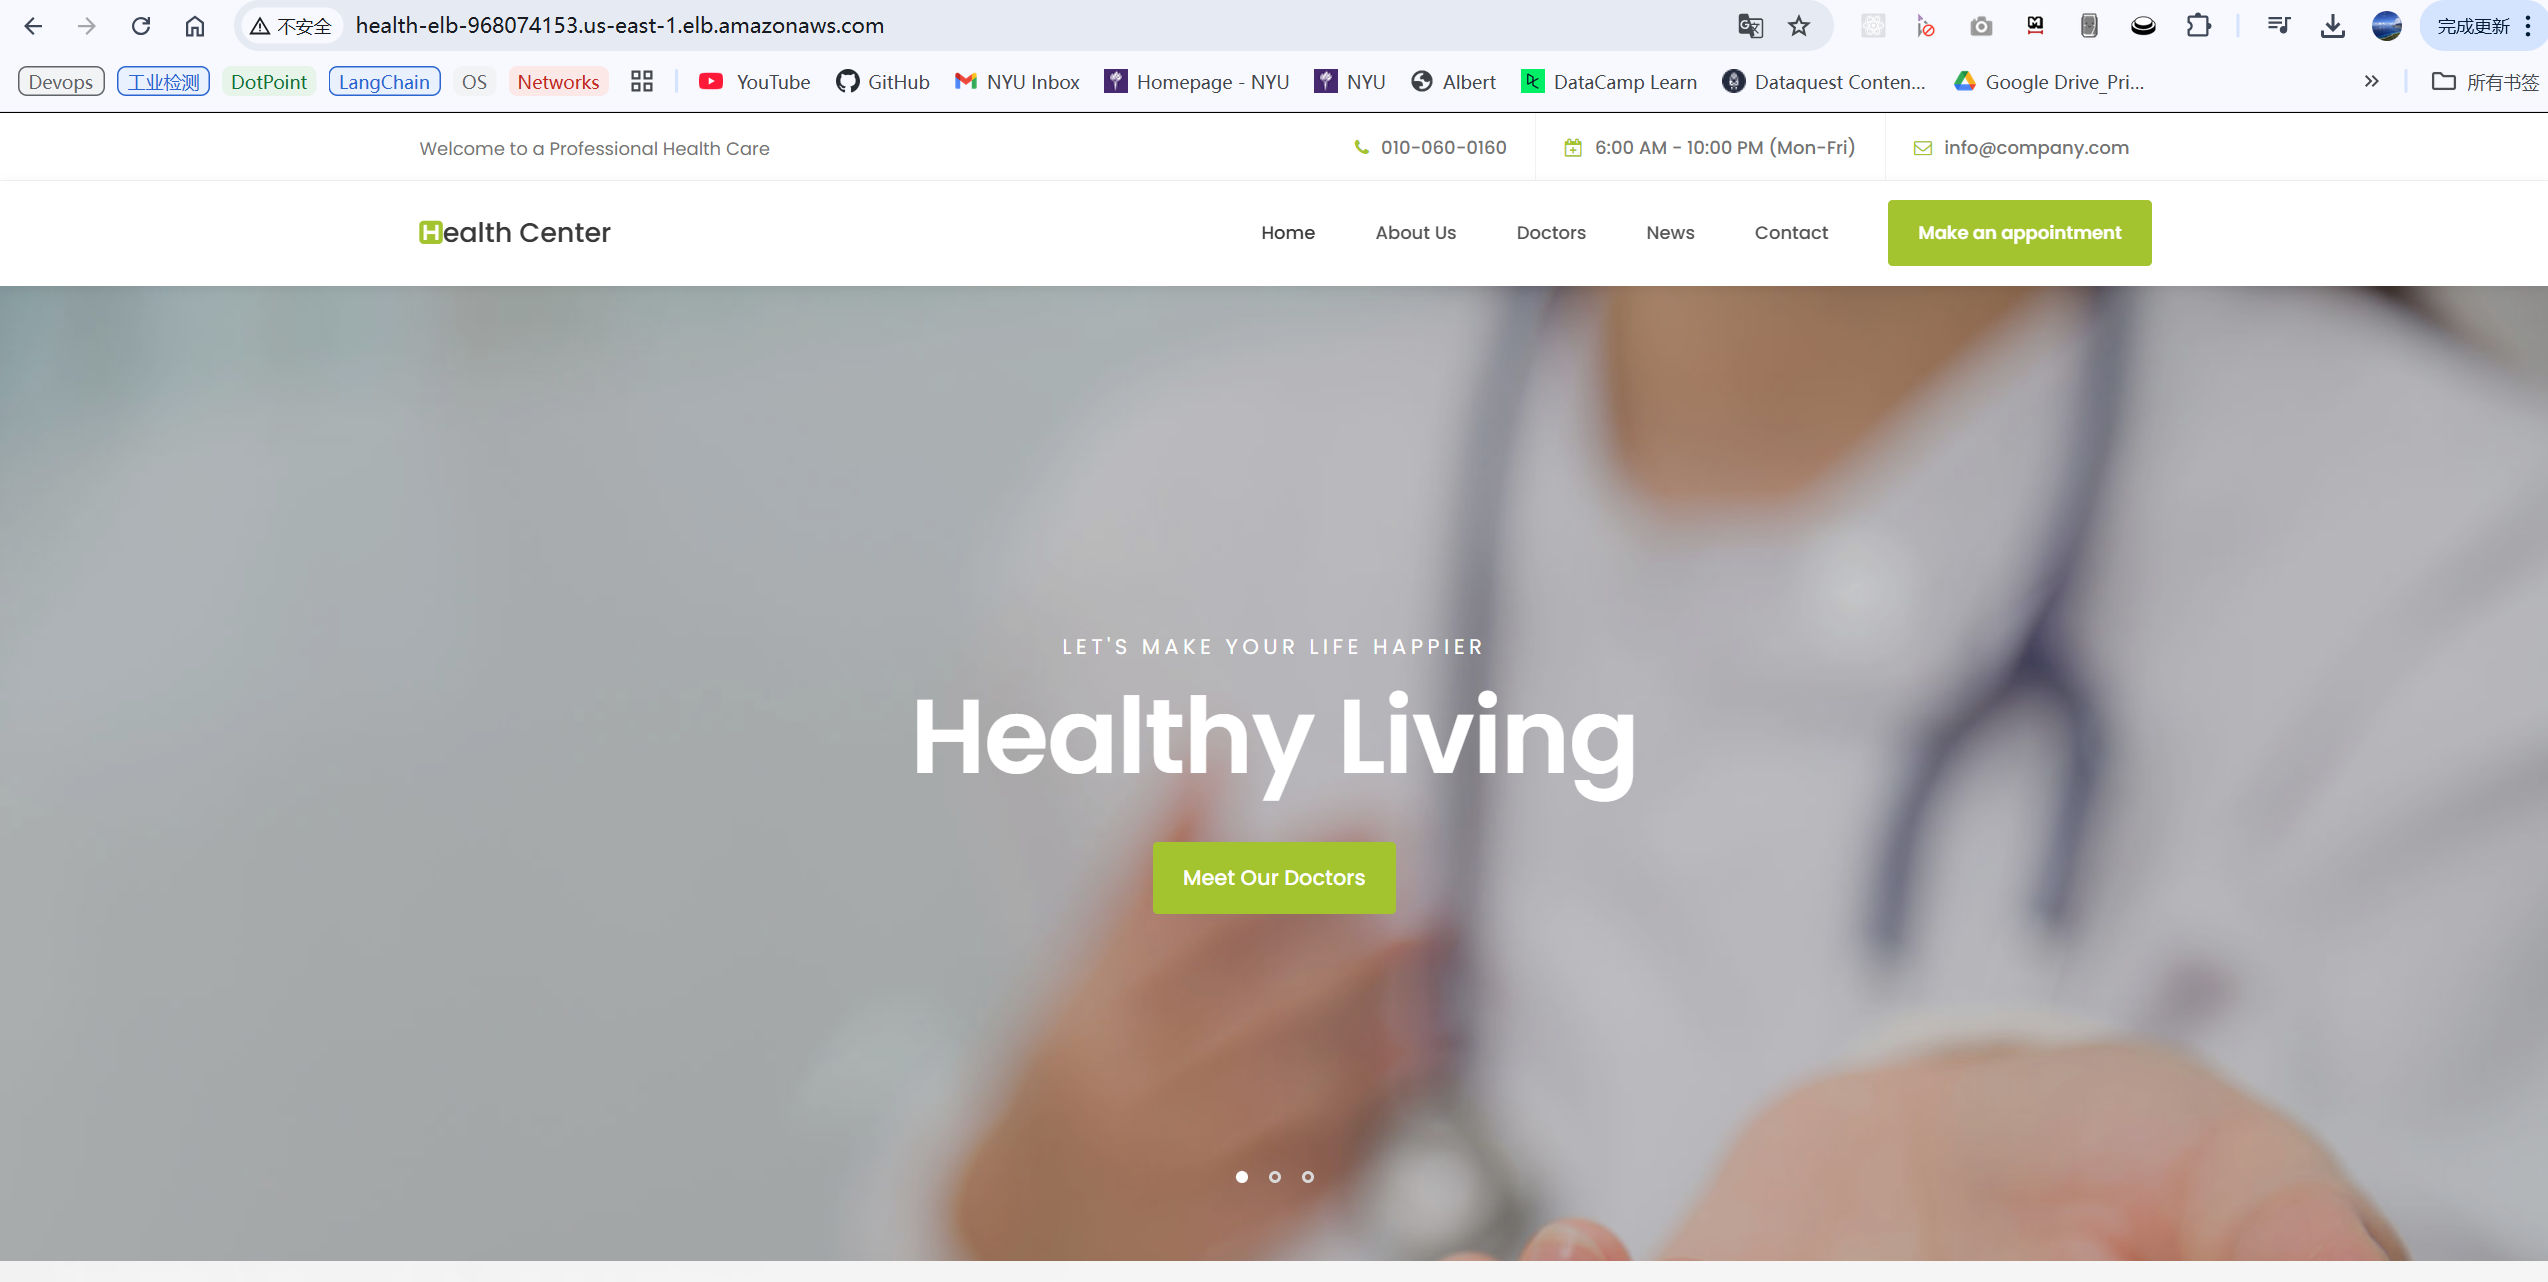 不安全 health-elb-968074153.us-east-1.elb.amazonaws.com 完成更新
Devops 工业检测 DotPoint LangChain OS Networks YouTube GitHub NYU Inbox Homepage - NYU NYU Albert DataCamp Learn Dataquest Conten... Google Drive_Pri... 所有书签
Welcome to a Professional Health Care 010-060-0160 6:00 AM - 10:00 PM (Mon-Fri) info@company.com
Health Center Home About Us Doctors News Contact Make an appointment
LET'S MAKE YOUR LIFE HAPPIER
Healthy Living
Meet Our Doctors